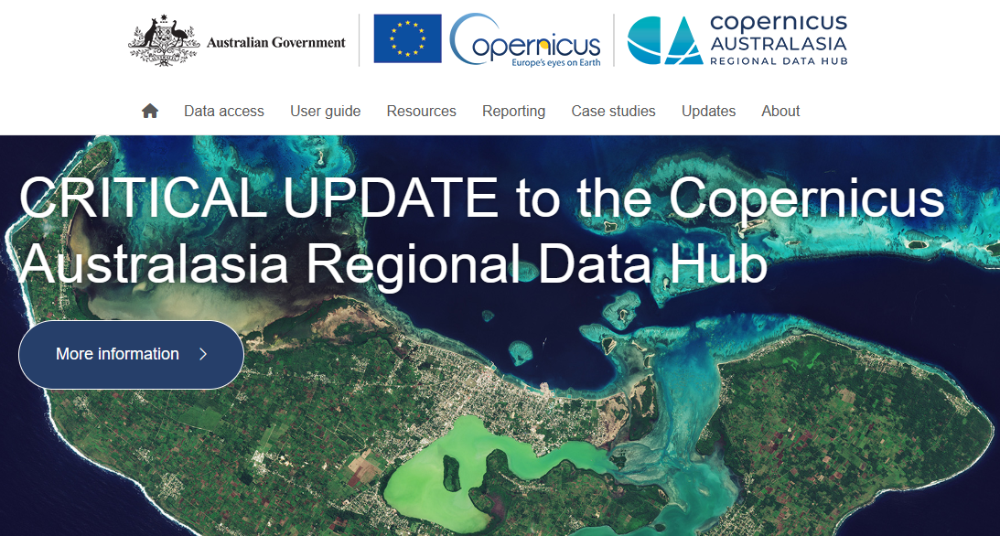 Australian Government
opernicus
Europe's eyes on Earth
copernicus
AUSTRALASIA
REGIONAL DATA HUB
Data access User guide Resources Reporting Case studies Updates About
CRITICAL UPDATE to the Copernicus
Australasia Regional Data Hub
More information